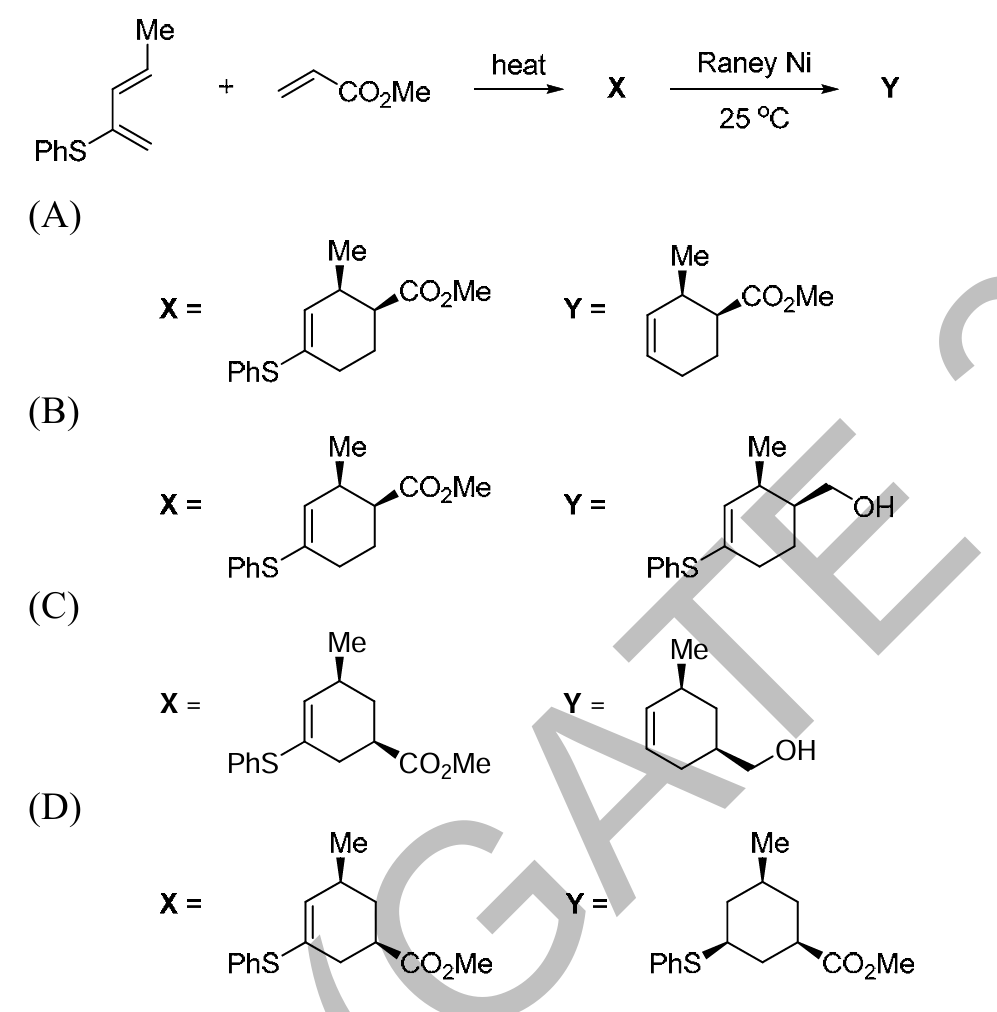 Me
PhS
+
CO₂Me
heat
X
Raney Ni
25 °C
Y
(A)
X =
Me
CO₂Me
PhS
Y =
Me
CO₂Me
(B)
X =
Me
CO₂Me
PhS
Y =
Me
OH
PhS
(C)
X =
Me
PhS
CO₂Me
Y =
Me
OH
(D)
X =
Me
PhS
CO₂Me
Y =
Me
PhS
CO₂Me
(GATE